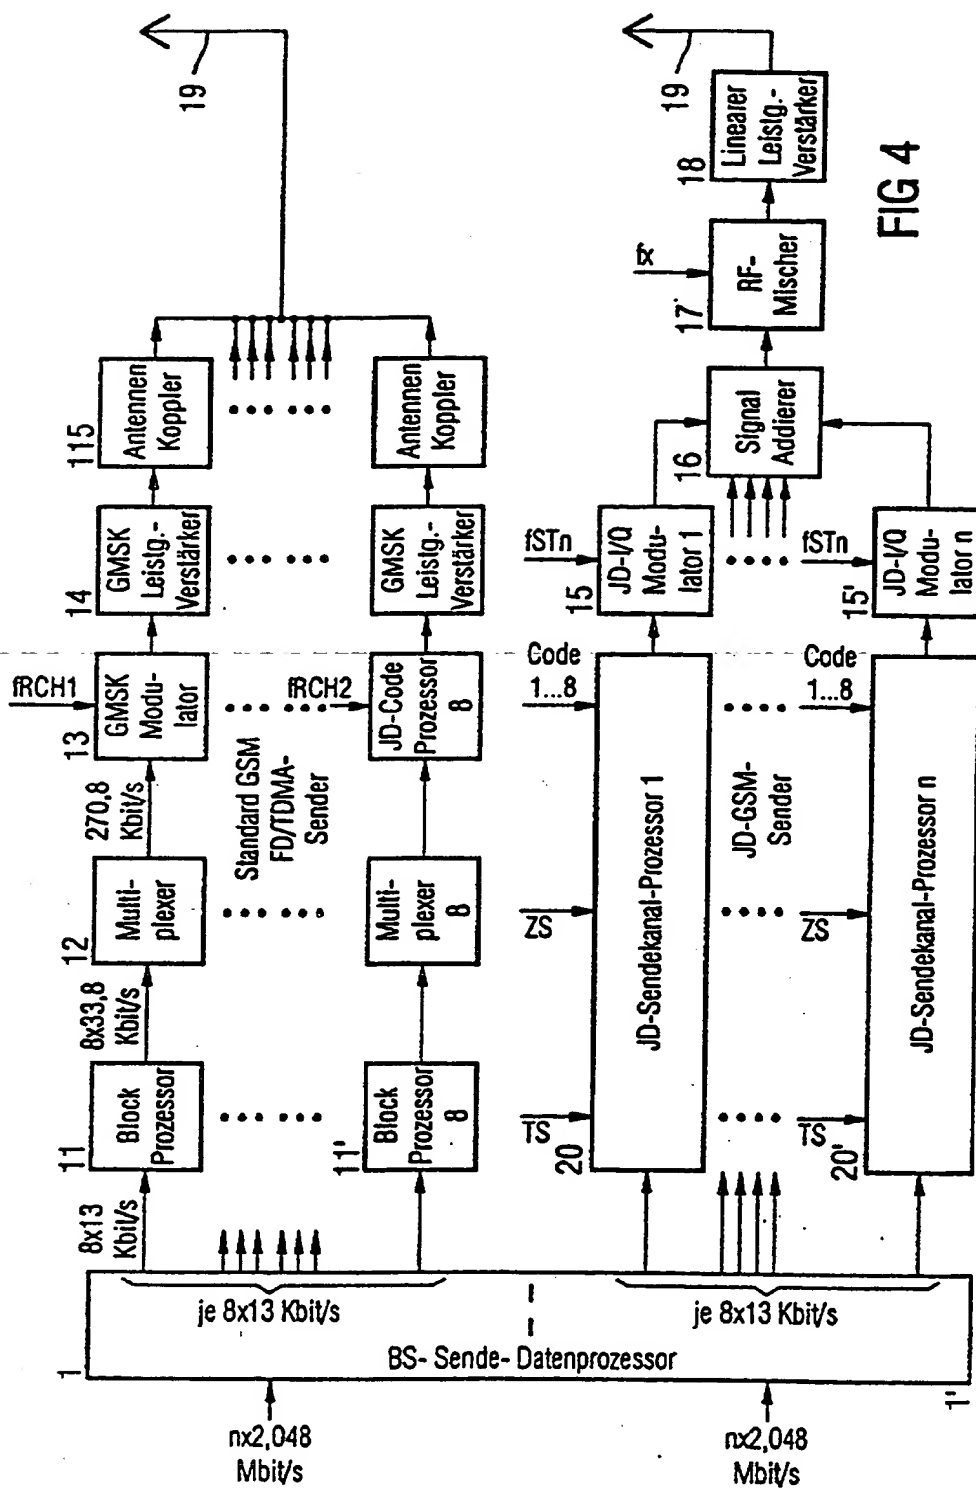 19
115
Antennen
Koppler
Antennen
Koppler
14
GMSK
Leistg.-
Verstärker
GMSK
Leistg.-
Verstärker
fRCH1
13
GMSK
Modu-
lator
fRCH2
JD-Code
Prozessor
8
270,8
Kbit/s
Standard GSM
FD/TDMA-
Sender
12
Multi-
plexer
Multi-
plexer
8
8x33,8
Kbit/s
11
Block
Prozessor
11'
Block
Prozessor
8
8x13
Kbit/s
je 8x13 Kbit/s
1
BS- Sende- Datenprozessor
nx2,048
Mbit/s
19
18
Linearer
Leistg.-
Verstärker
FIG 4
fx
17
RF-
Mischer
16
Signal
Addierer
fSTn
15
JD-I/Q
Modu-
lator 1
fSTn
15'
JD-I/Q
Modu-
lator n
Code
1...8
Code
1...8
JD-Sendekanal-Prozessor 1
JD-GSM-
Sender
ZS
ZS
JD-Sendekanal-Prozessor n
TS
20
TS
20'
je 8x13 Kbit/s
1'
nx2,048
Mbit/s